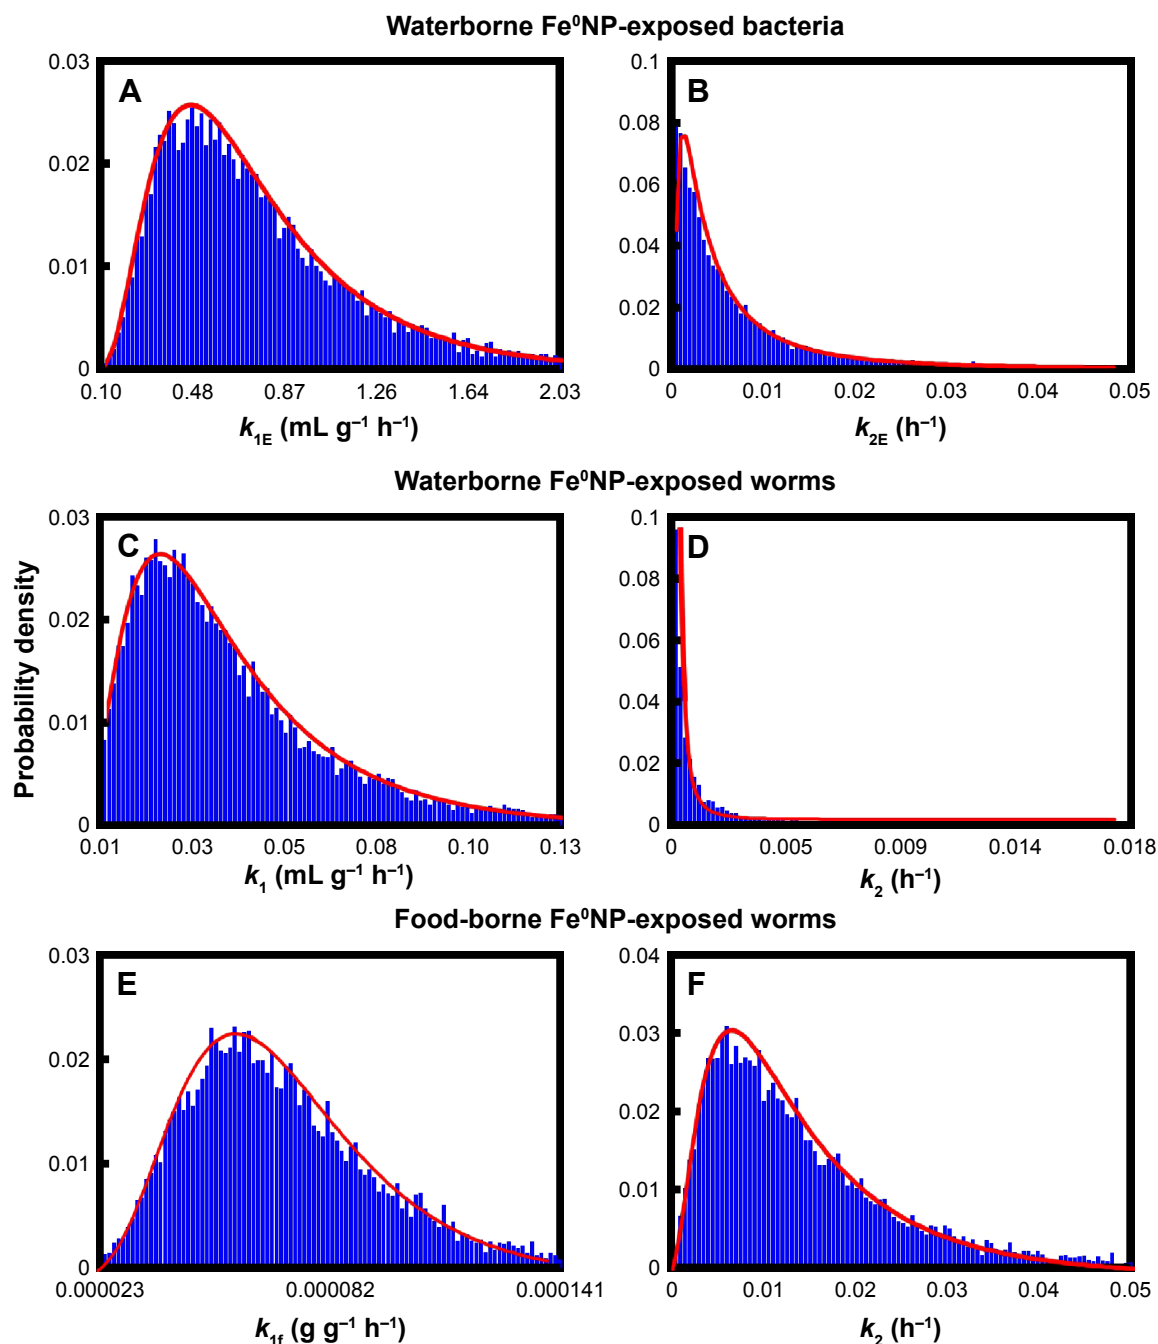 Waterborne Fe⁰NP-exposed bacteria
A
0.03
0.02
0.01
0
0.10 0.48 0.87 1.26 1.64 2.03
k1E (mL g⁻¹ h⁻¹)
B
0.1
0.08
0.06
0.04
0.02
0
0 0.01 0.02 0.03 0.04 0.05
k2E (h⁻¹)
Waterborne Fe⁰NP-exposed worms
Probability density
C
0.03
0.02
0.01
0
0.01 0.03 0.05 0.08 0.10 0.13
k₁ (mL g⁻¹ h⁻¹)
D
0.1
0.08
0.06
0.04
0.02
0
0 0.005 0.009 0.014 0.018
k₂ (h⁻¹)
Food-borne Fe⁰NP-exposed worms
E
0.03
0.02
0.01
0
0.000023 0.000082 0.000141
k1f (g g⁻¹ h⁻¹)
F
0.04
0.03
0.02
0.01
0
0 0.01 0.02 0.03 0.04 0.05
k₂ (h⁻¹)